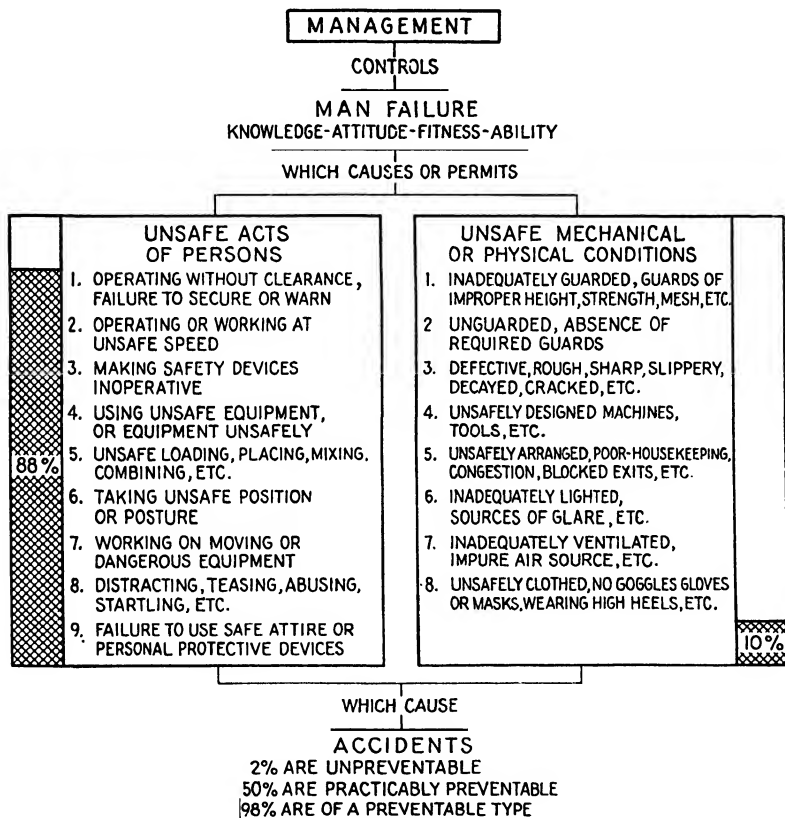 MANAGEMENT
CONTROLS
MAN FAILURE
KNOWLEDGE-ATTITUDE-FITNESS-ABILITY
WHICH CAUSES OR PERMITS
UNSAFE ACTS
OF PERSONS
1. OPERATING WITHOUT CLEARANCE,
FAILURE TO SECURE OR WARN
2. OPERATING OR WORKING AT
UNSAFE SPEED
3. MAKING SAFETY DEVICES
INOPERATIVE
4. USING UNSAFE EQUIPMENT,
OR EQUIPMENT UNSAFELY
88%
5. UNSAFE LOADING, PLACING, MIXING,
COMBINING, ETC.
6. TAKING UNSAFE POSITION
OR POSTURE
7. WORKING ON MOVING OR
DANGEROUS EQUIPMENT
8. DISTRACTING, TEASING, ABUSING,
STARTLING, ETC.
9. FAILURE TO USE SAFE ATTIRE OR
PERSONAL PROTECTIVE DEVICES
UNSAFE MECHANICAL
OR PHYSICAL CONDITIONS
1. INADEQUATELY GUARDED, GUARDS OF
IMPROPER HEIGHT, STRENGTH, MESH, ETC.
2 UNGUARDED, ABSENCE OF
REQUIRED GUARDS
3. DEFECTIVE, ROUGH, SHARP, SLIPPERY,
DECAYED, CRACKED, ETC.
4. UNSAFELY DESIGNED MACHINES,
TOOLS, ETC.
5. UNSAFELY ARRANGED, POOR-HOUSEKEEPING,
CONGESTION, BLOCKED EXITS, ETC.
6. INADEQUATELY LIGHTED,
SOURCES OF GLARE, ETC.
7. INADEQUATELY VENTILATED,
IMPURE AIR SOURCE, ETC.
8. UNSAFELY CLOTHED, NO GOGGLES GLOVES
OR MASKS, WEARING HIGH HEELS, ETC.
10%
WHICH CAUSE
ACCIDENTS
2% ARE UNPREVENTABLE
50% ARE PRACTICABLY PREVENTABLE
98% ARE OF A PREVENTABLE TYPE